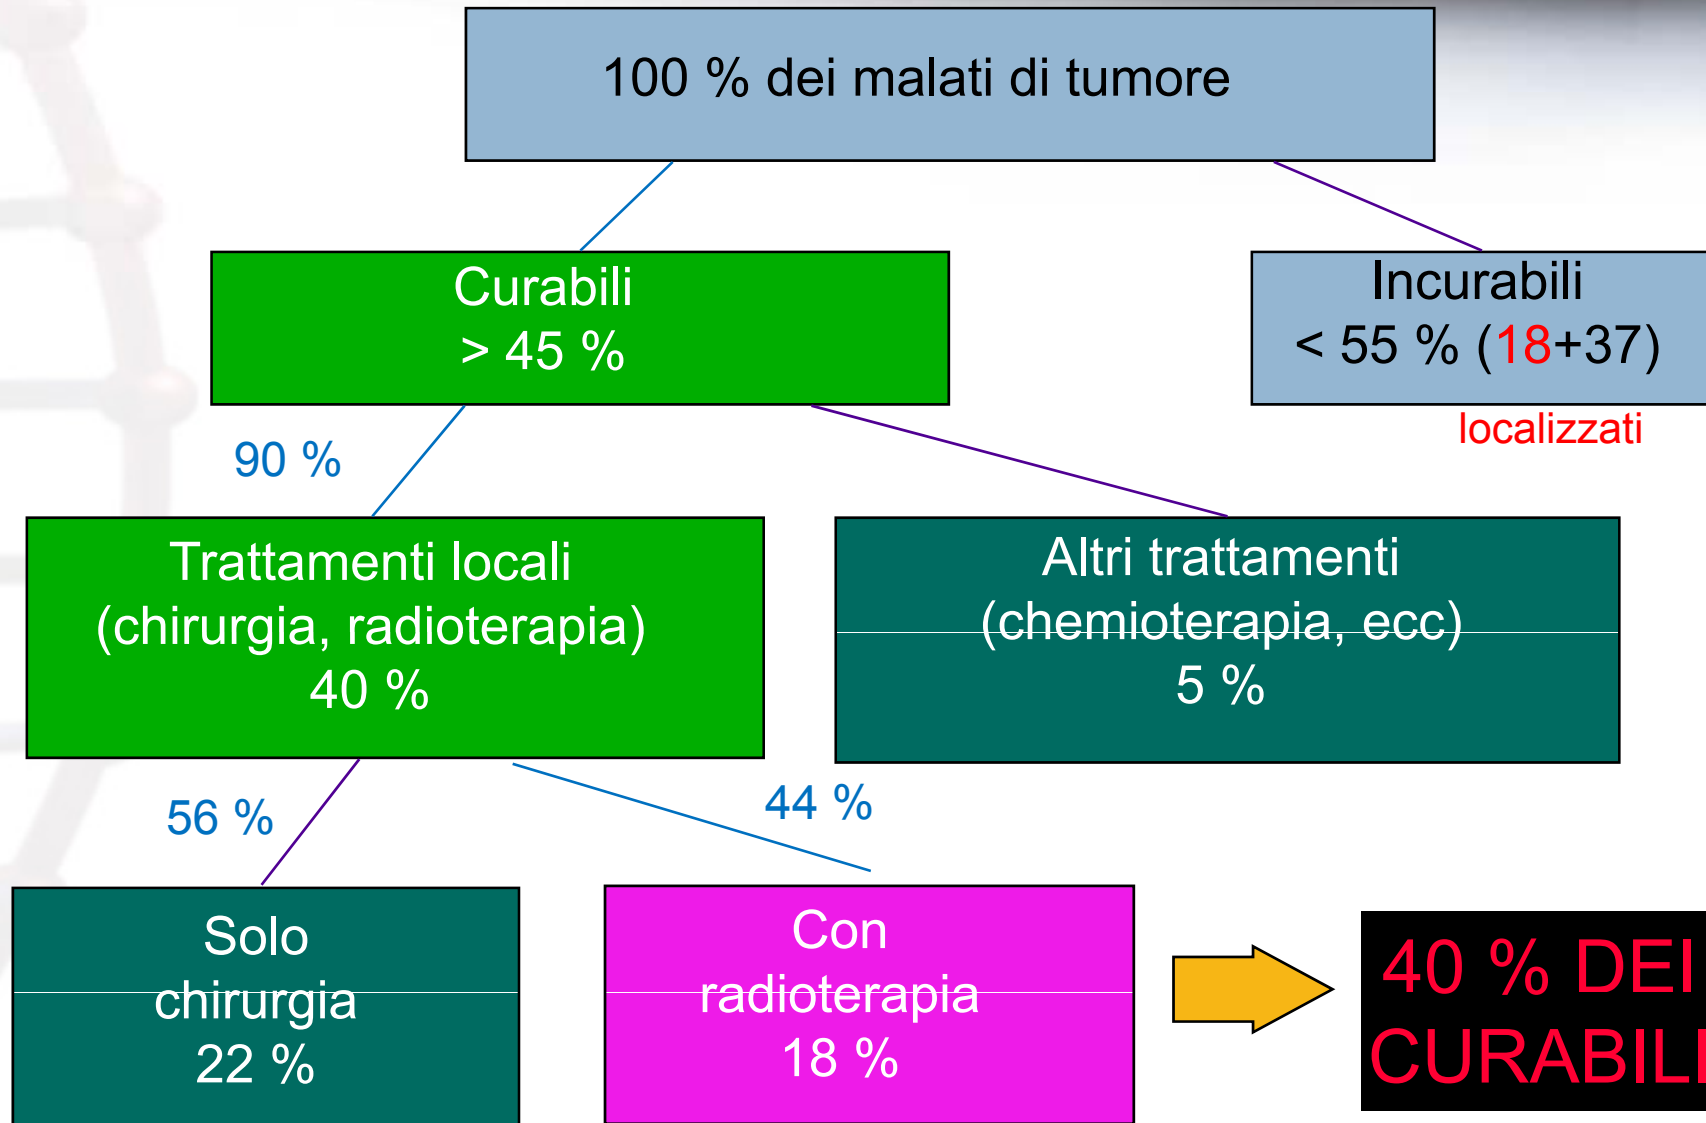 100 % dei malati di tumore
Curabili
> 45 %
Incurabili
< 55 % (18+37)
localizzati
90 %
Trattamenti locali
(chirurgia, radioterapia)
40 %
Altri trattamenti
(chemioterapia, ecc)
5 %
56 %
44 %
Solo
chirurgia
22 %
Con
radioterapia
18 %
40 % DEI
CURABILI